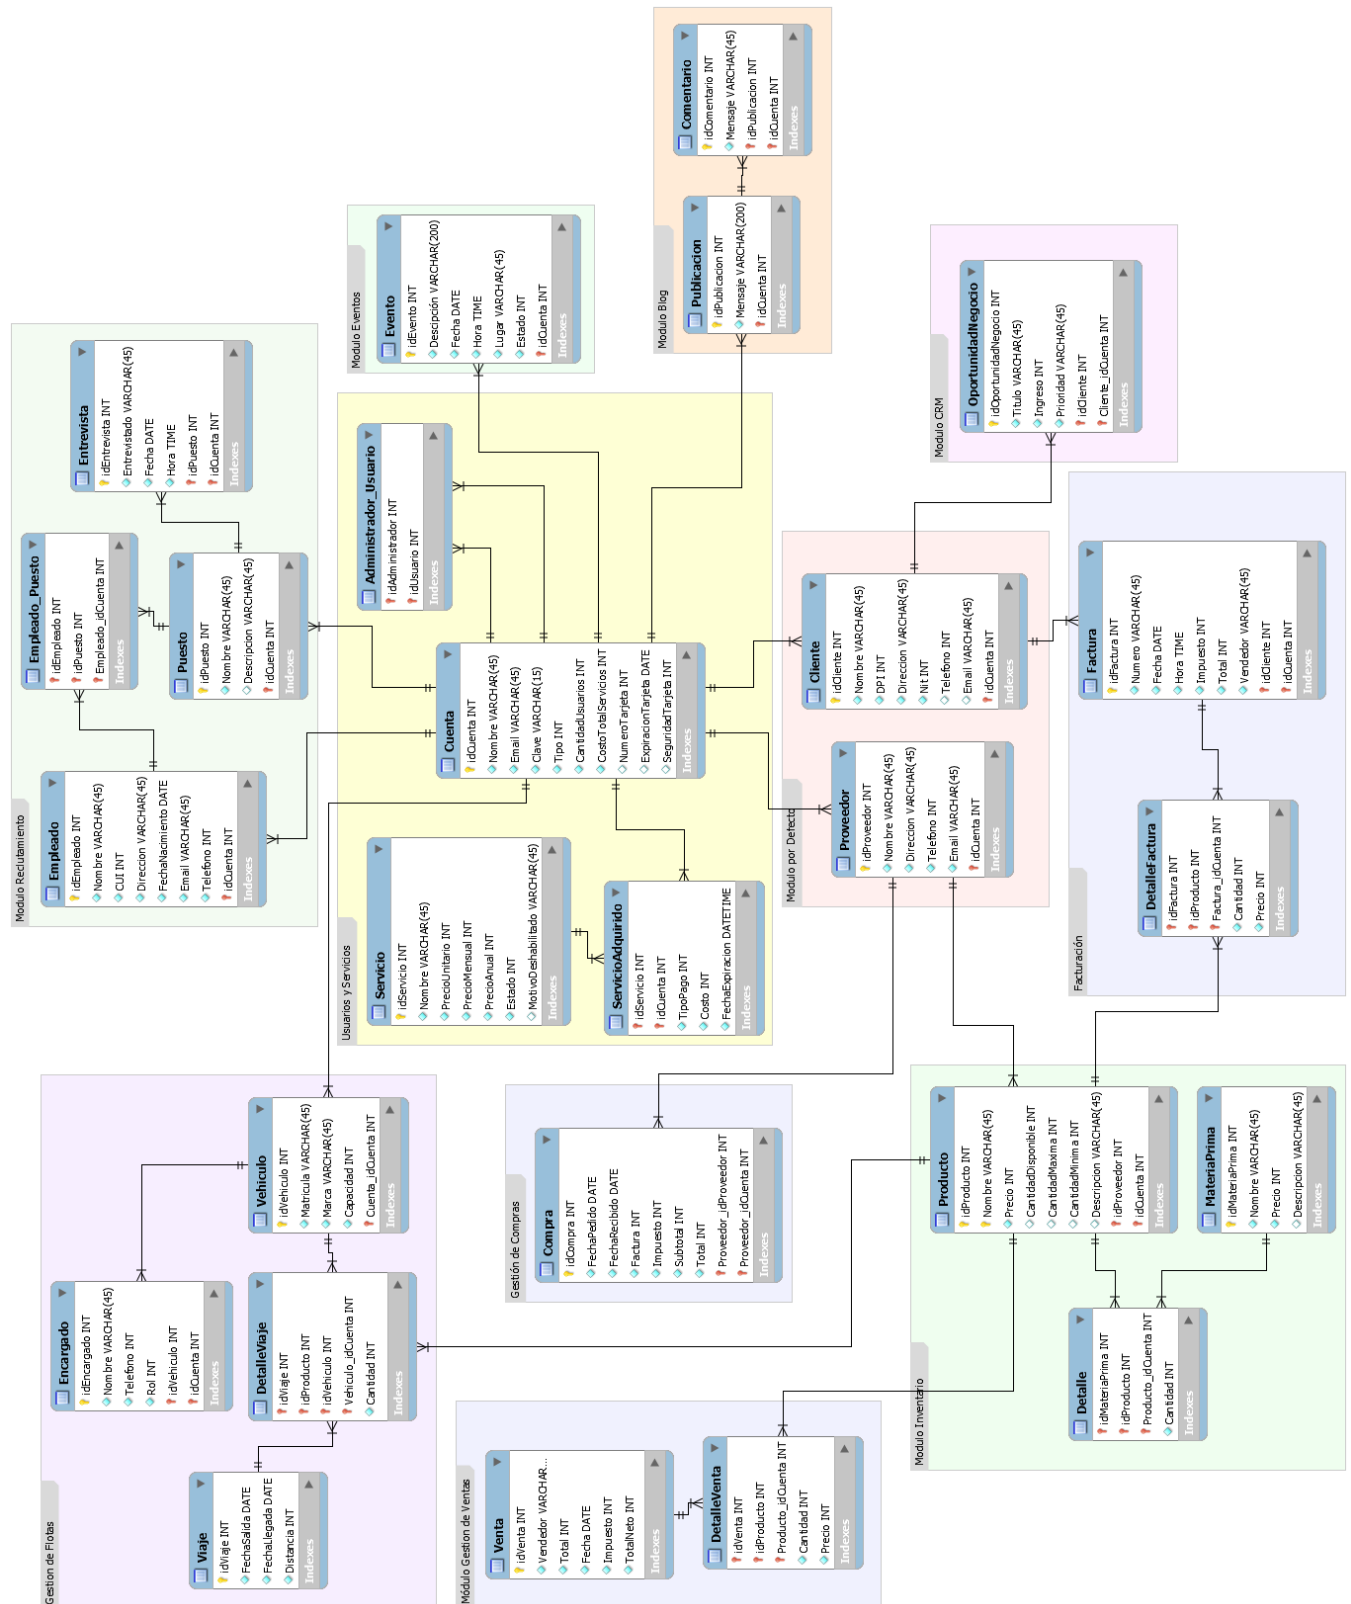 Modulo Reclutamiento
Empleado
idEmpleado INT
Nombre VARCHAR(45)
CUI INT
Direccion VARCHAR(45)
FechaNacimiento DATE
Email VARCHAR(45)
Telefono INT
idCuenta INT
Indexes
Empleado_Puesto
idEmpleado INT
idPuesto INT
Empleado_idCuenta INT
Indexes
Puesto
idPuesto INT
Nombre VARCHAR(45)
Descripcion VARCHAR(45)
idCuenta INT
Indexes
Entrevista
idEntrevista INT
Entrevistado VARCHAR(45)
Fecha DATE
Hora TIME
idPuesto INT
idCuenta INT
Indexes
Gestion de Flotas
Viaje
idViaje INT
FechaSalida DATE
FechaLlegada DATE
Distancia INT
Indexes
Encargado
idEncargado INT
Nombre VARCHAR(45)
Telefono INT
Rol INT
idVehiculo INT
idCuenta INT
Indexes
DetalleViaje
idViaje INT
idProducto INT
idVehiculo INT
Vehiculo_idCuenta INT
Cantidad INT
Indexes
Vehiculo
idVehiculo INT
Matricula VARCHAR(45)
Marca VARCHAR(45)
Capacidad INT
Cuenta_idCuenta INT
Indexes
Usuarios y Servicios
Servicio
idServicio INT
Nombre VARCHAR(45)
PrecioUnitario INT
PrecioMensual INT
PrecioAnual INT
Estado INT
MotivoDeshabilitado VARCHAR(45)
Indexes
ServicioAdquirido
idServicio INT
idCuenta INT
TipoPago INT
Costo INT
FechaExpiracion DATETIME
Indexes
Cuenta
idCuenta INT
Nombre VARCHAR(45)
Email VARCHAR(45)
Clave VARCHAR(15)
Tipo INT
CantidadUsuarios INT
CostoTotalServicios INT
NumeroTarjeta INT
ExpiracionTarjeta DATE
SeguridadTarjeta INT
Indexes
Administrador_Usuario
idAdministrador INT
idUsuario INT
Indexes
Modulo Eventos
Evento
idEvento INT
Descipción VARCHAR(200)
Fecha DATE
Hora TIME
Lugar VARCHAR(45)
Estado INT
idCuenta INT
Indexes
Modulo Blog
Publicacion
idPublicacion INT
Mensaje VARCHAR(200)
idCuenta INT
Indexes
Comentario
idComentario INT
Mensaje VARCHAR(45)
idPublicacion INT
idCuenta INT
Indexes
Módulo Gestion de Ventas
Venta
idVenta INT
Vendedor VARCHAR...
Total INT
Fecha DATE
Impuesto INT
TotalNeto INT
Indexes
DetalleVenta
idVenta INT
idProducto INT
Producto_idCuenta INT
Cantidad INT
Precio INT
Indexes
Gestión de Compras
Compra
idCompra INT
FechaPedido DATE
FechaRecibido DATE
Factura INT
Impuesto INT
Subtotal INT
Total INT
Proveedor_idProveedor INT
Proveedor_idCuenta INT
Indexes
Modulo por Defecto
Proveedor
idProveedor INT
Nombre VARCHAR(45)
Direccion VARCHAR(45)
Telefono INT
Email VARCHAR(45)
idCuenta INT
Indexes
Cliente
idCliente INT
Nombre VARCHAR(45)
DPI INT
Direccion VARCHAR(45)
Nit INT
Telefono INT
Email VARCHAR(45)
idCuenta INT
Indexes
Modulo CRM
OportunidadNegocio
idOportunidadNegocio INT
Titulo VARCHAR(45)
Ingreso INT
Prioridad VARCHAR(45)
idCliente INT
Cliente_idCuenta INT
Indexes
Modulo Inventario
Producto
idProducto INT
Nombre VARCHAR(45)
Precio INT
CantidadDisponible INT
CantidadMaxima INT
CantidadMinima INT
Descripcion VARCHAR(45)
idProveedor INT
idCuenta INT
Indexes
Detalle
idMateriaPrima INT
idProducto INT
Producto_idCuenta INT
Cantidad INT
Indexes
MateriaPrima
idMateriaPrima INT
Nombre VARCHAR(45)
Precio INT
Descripcion VARCHAR(45)
Indexes
Facturación
DetalleFactura
idFactura INT
idProducto INT
Factura_idCuenta INT
Cantidad INT
Precio INT
Indexes
Factura
idFactura INT
Numero VARCHAR(45)
Fecha DATE
Hora TIME
Impuesto INT
Total INT
Vendedor VARCHAR(45)
idCliente INT
idCuenta INT
Indexes